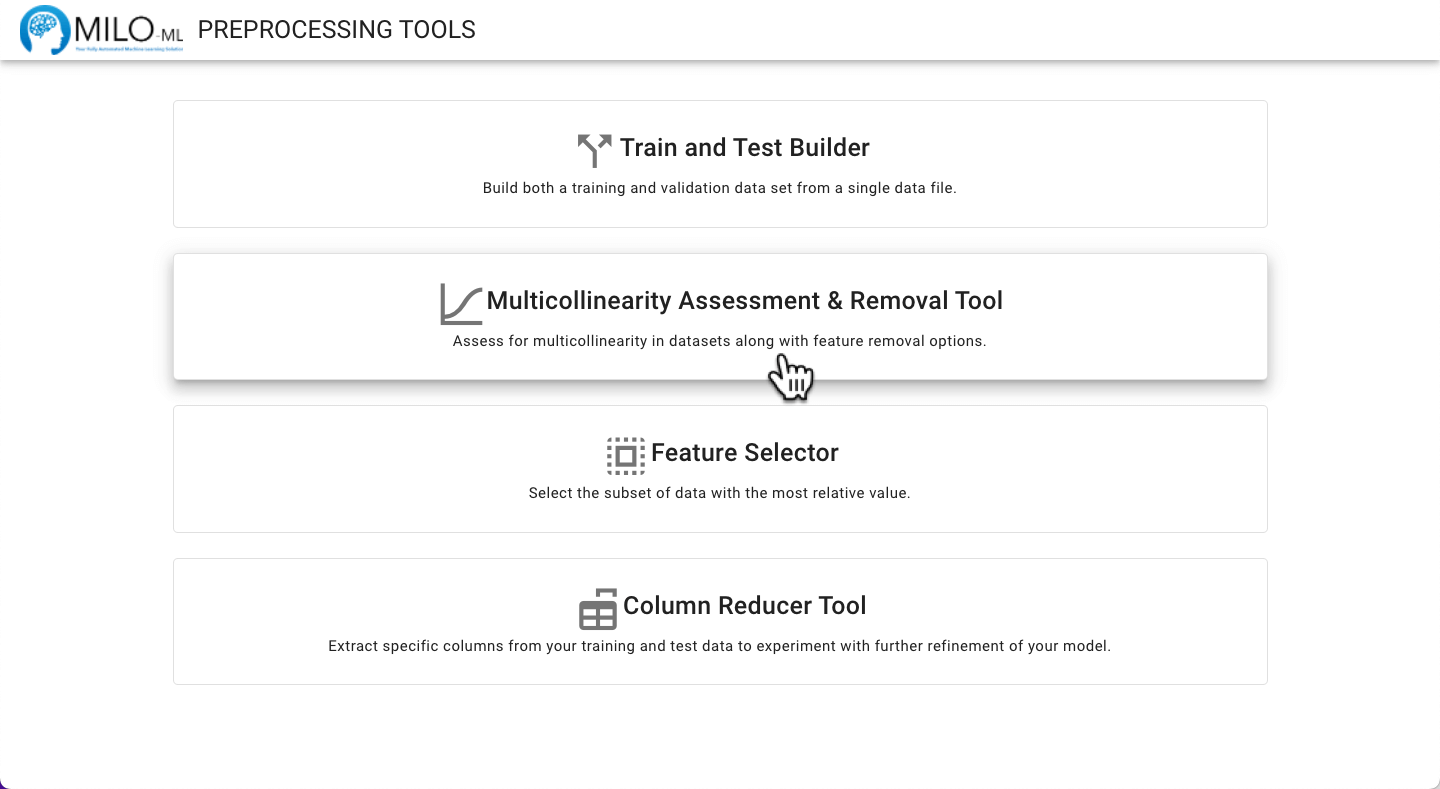 MILO-ML PREPROCESSING TOOLS
Your Fully Automated Machine Learning Solution
Train and Test Builder
Build both a training and validation data set from a single data file.
Multicollinearity Assessment & Removal Tool
Assess for multicollinearity in datasets along with feature removal options.
Feature Selector
Select the subset of data with the most relative value.
Column Reducer Tool
Extract specific columns from your training and test data to experiment with further refinement of your model.